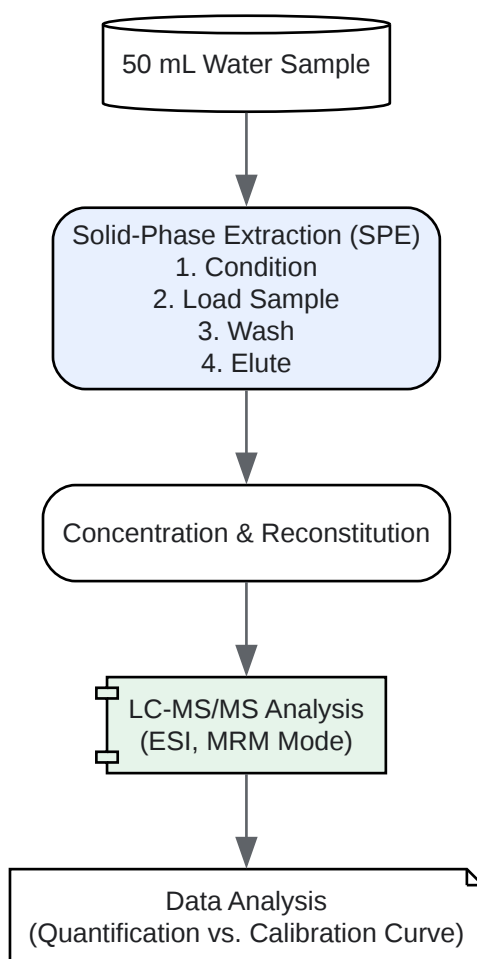 50 mL Water Sample
Solid-Phase Extraction (SPE)
1. Condition
2. Load Sample
3. Wash
4. Elute
Concentration & Reconstitution
LC-MS/MS Analysis
(ESI, MRM Mode)
Data Analysis
(Quantification vs. Calibration Curve)